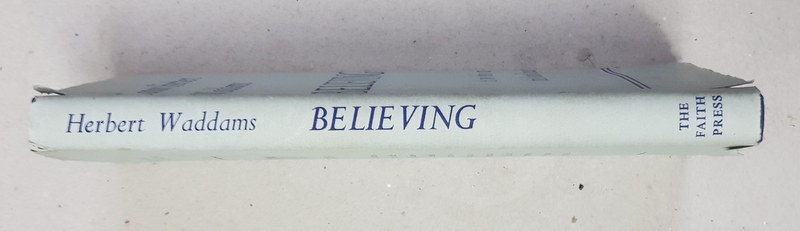 Herbert Waddams
BELIEVING
THE
FAITH
PRESS